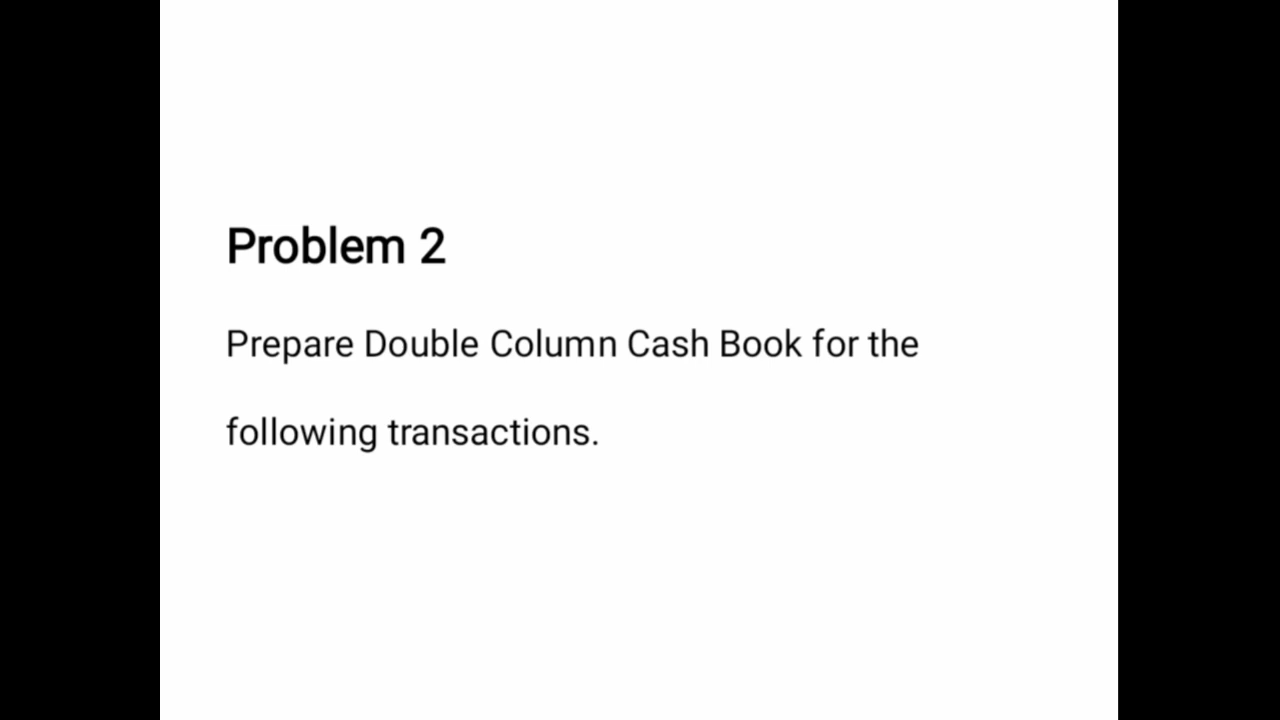 Problem 2
Prepare Double Column Cash Book for the
following transactions.